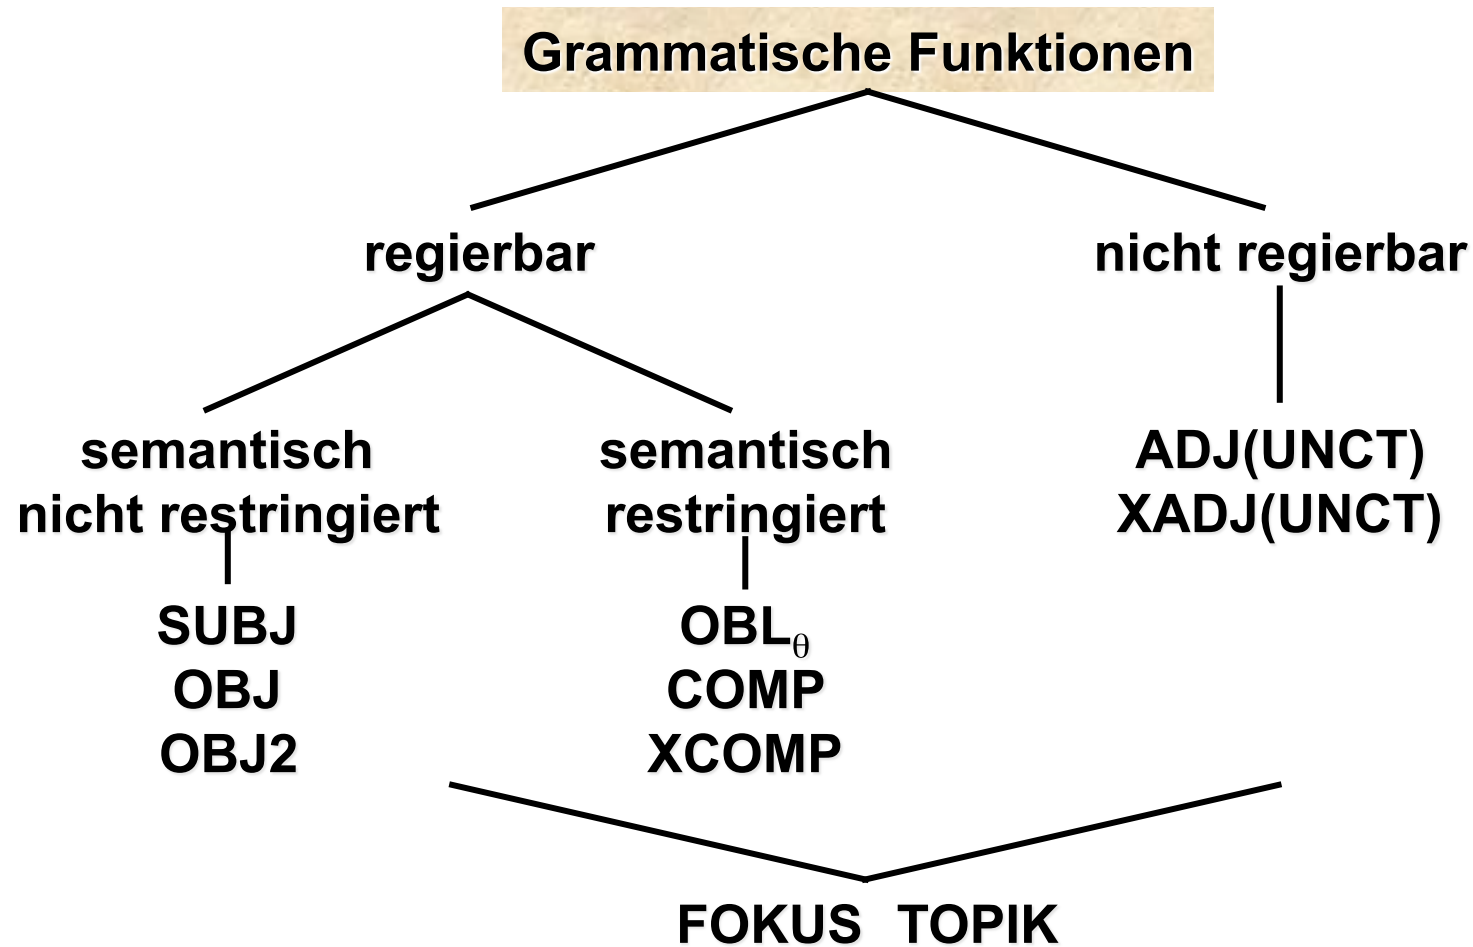 Grammatische Funktionen
regierbar
nicht regierbar
semantisch
nicht restringiert
semantisch
restringiert
ADJ(UNCT)
XADJ(UNCT)
SUBJ
OBJ
OBJ2
OBLθ
COMP
XCOMP
FOKUS TOPIK